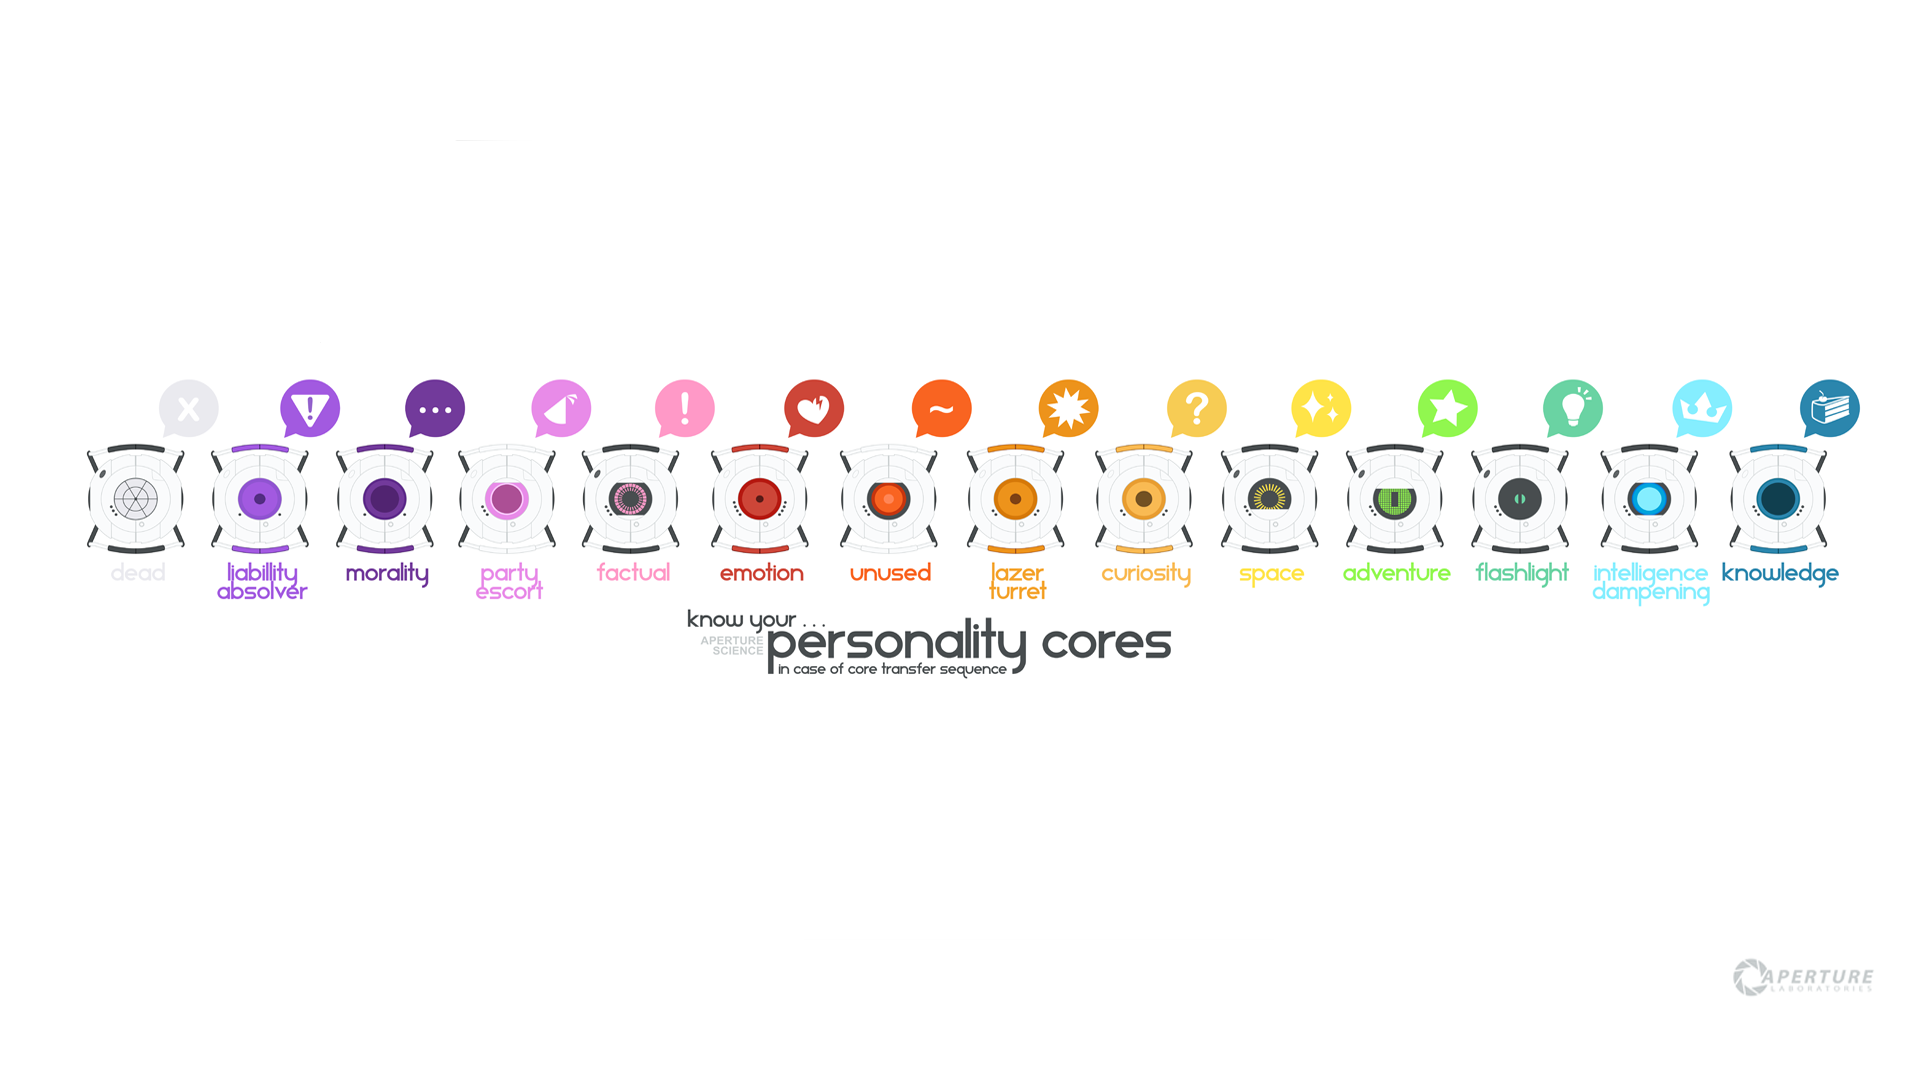 dead
liabillity
absolver
morality
party
escort
factual
emotion
unused
lazer
turret
curiosity
space
adventure
flashlight
intelligence
dampening
knowledge
know your . . .
APERTURE
SCIENCE
personality cores
in case of core transfer sequence
APERTURE
LABORATORIES